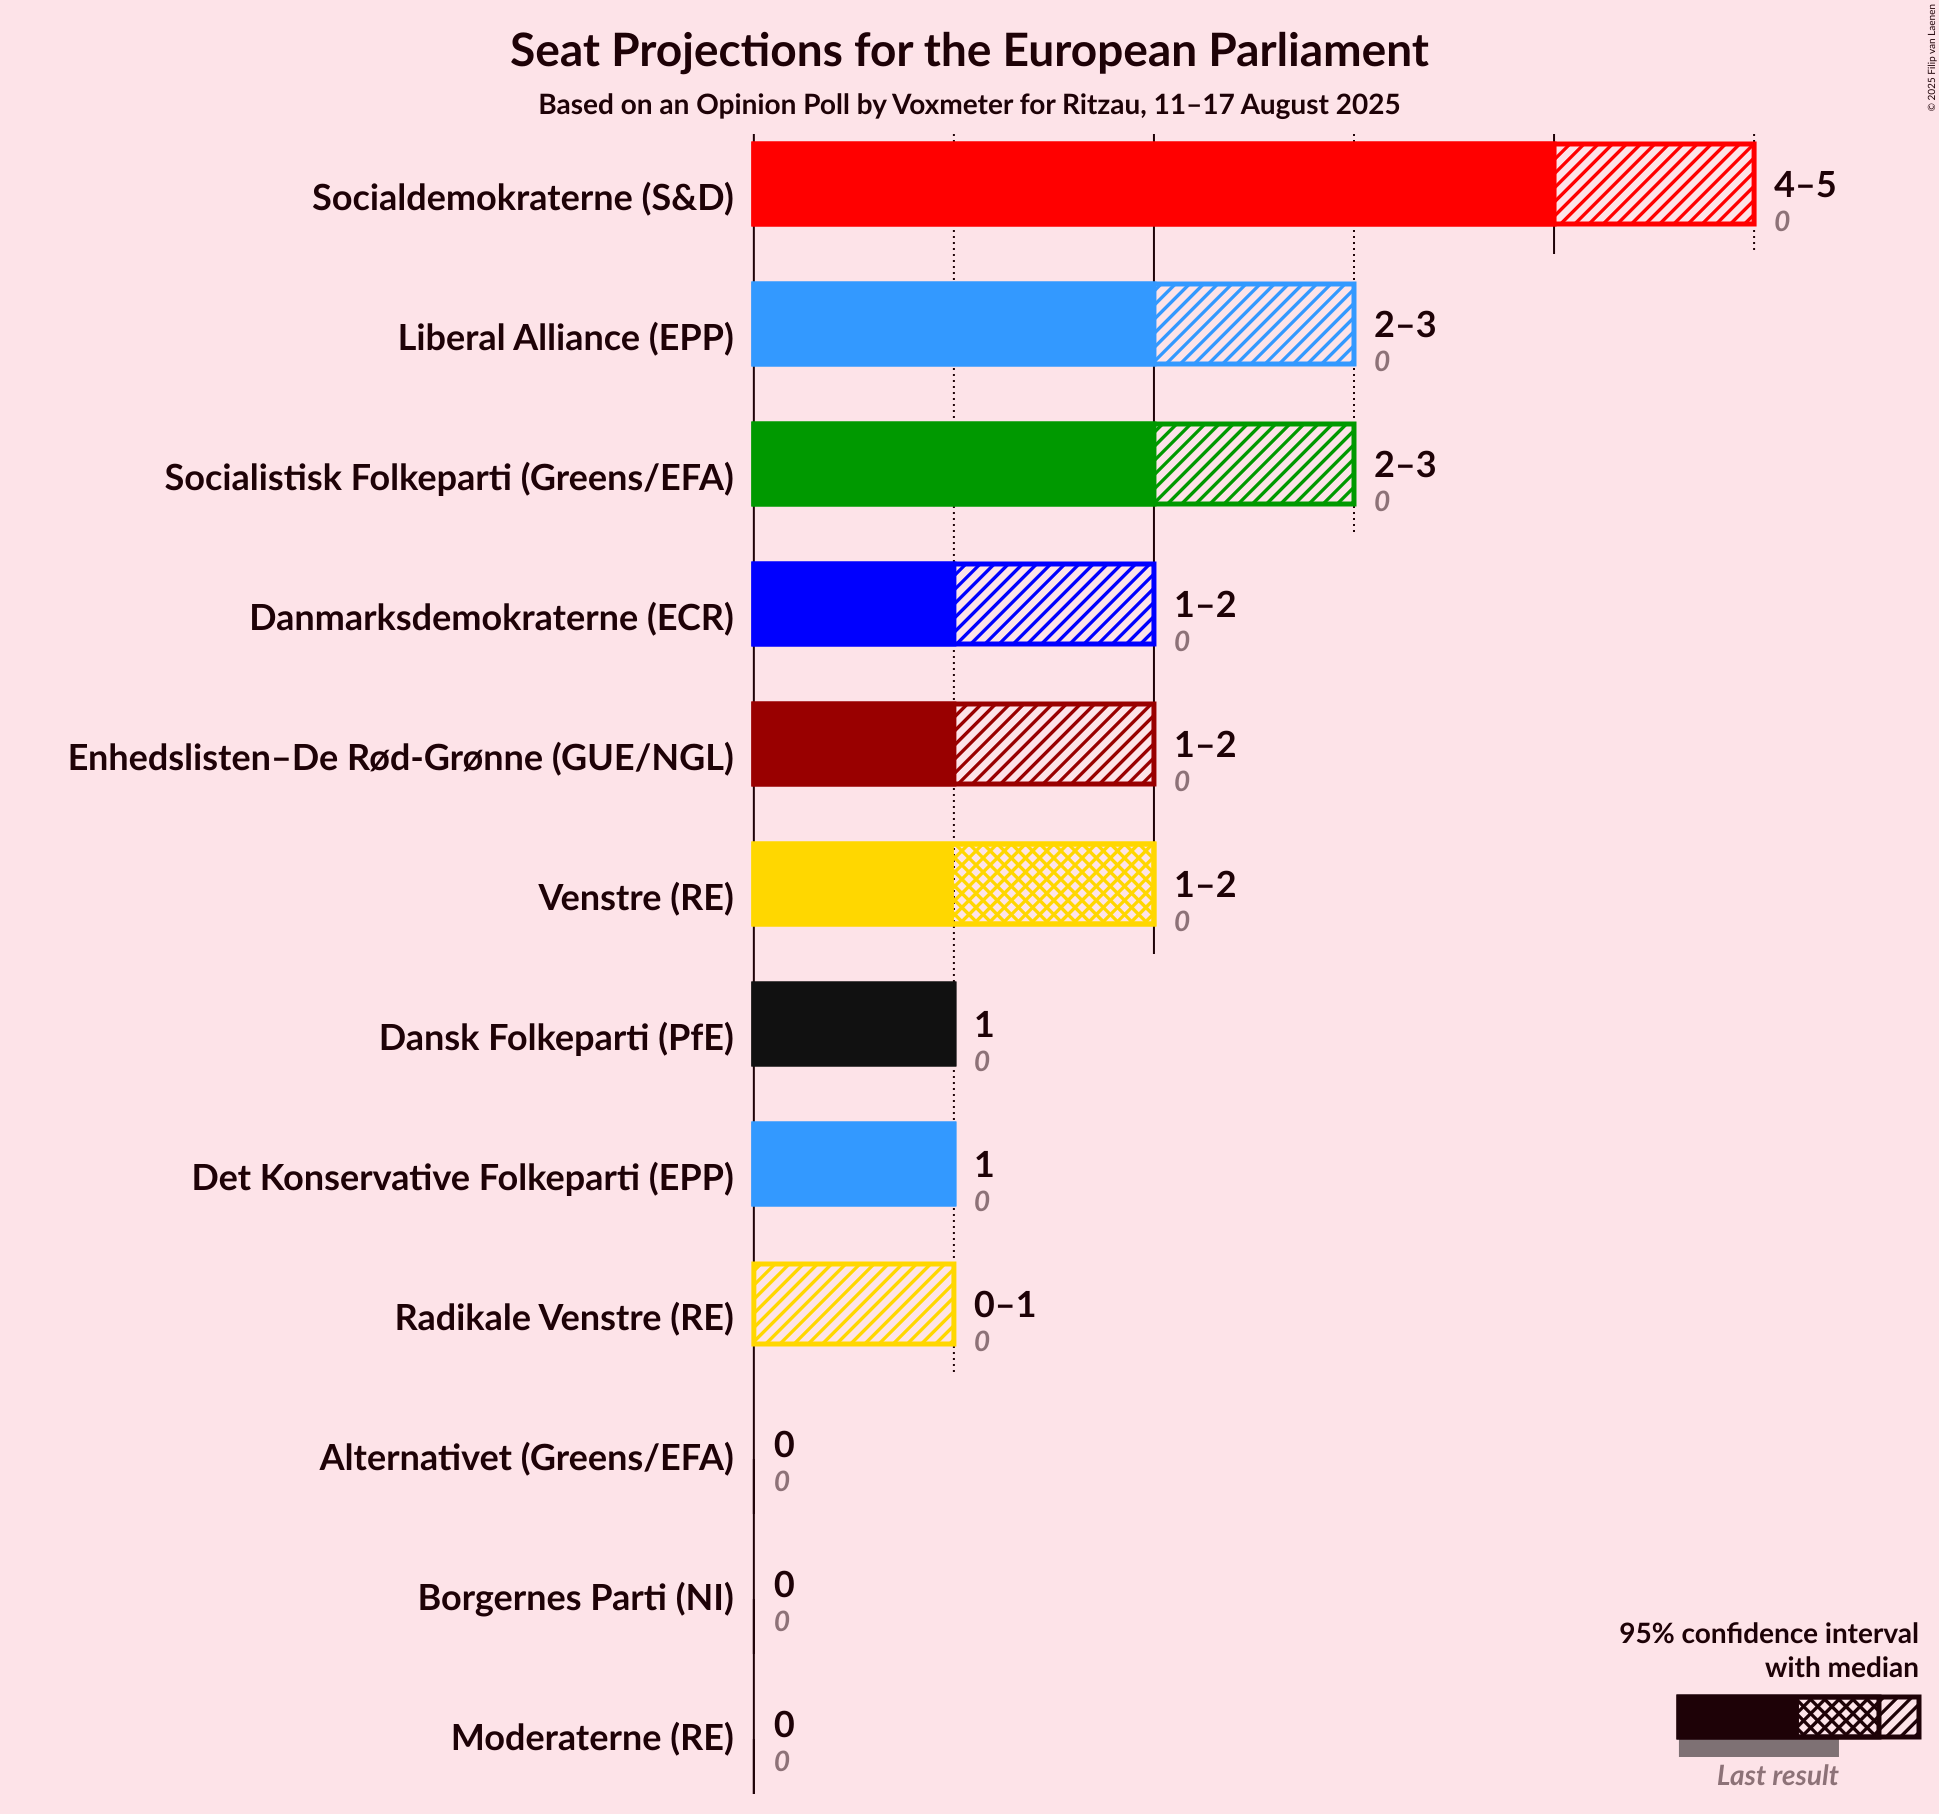 Seat Projections for the European Parliament
Based on an Opinion Poll by Voxmeter for Ritzau, 11–17 August 2025
© 2025 Filip van Laenen
Socialdemokraterne (S&D)
4–5
0
Liberal Alliance (EPP)
2–3
0
Socialistisk Folkeparti (Greens/EFA)
2–3
0
Danmarksdemokraterne (ECR)
1–2
0
Enhedslisten–De Rød-Grønne (GUE/NGL)
1–2
0
Venstre (RE)
1–2
0
Dansk Folkeparti (PfE)
1
0
Det Konservative Folkeparti (EPP)
1
0
Radikale Venstre (RE)
0–1
0
Alternativet (Greens/EFA)
0
0
Borgernes Parti (NI)
0
0
Moderaterne (RE)
0
0
95% confidence interval
with median
Last result